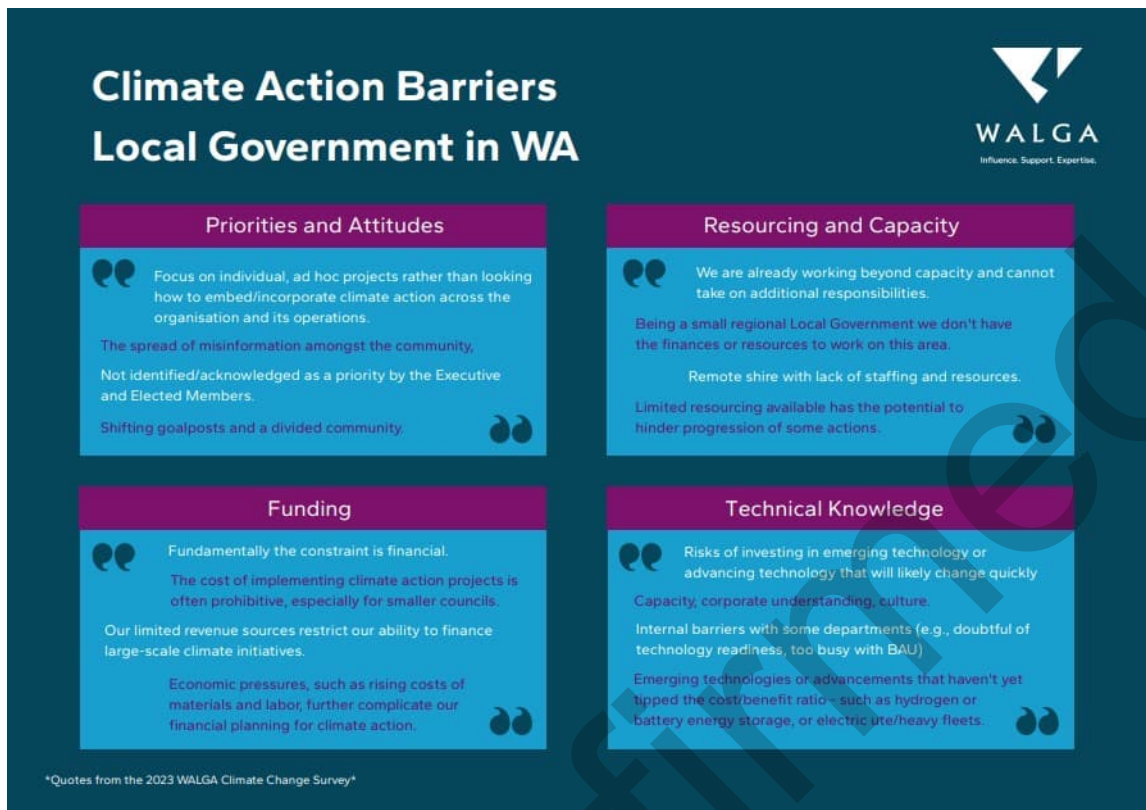 Climate Action Barriers
Local Government in WA
WALGA
Influence. Support. Expertise.
Priorities and Attitudes
Focus on individual, ad hoc projects rather than looking
how to embed/incorporate climate action across the
organisation and its operations.
The spread of misinformation amongst the community,
Not identified/acknowledged as a priority by the Executive
and Elected Members.
Shifting goalposts and a divided community.
Resourcing and Capacity
We are already working beyond capacity and cannot
take on additional responsibilities.
Being a small regional Local Government we don't have
the finances or resources to work on this area.
Remote shire with lack of staffing and resources.
Limited resourcing available has the potential to
hinder progression of some actions.
Funding
Fundamentally the constraint is financial.
The cost of implementing climate action projects is
often prohibitive, especially for smaller councils.
Our limited revenue sources restrict our ability to finance
large-scale climate initiatives.
Economic pressures, such as rising costs of
materials and labor, further complicate our
financial planning for climate action.
Technical Knowledge
Risks of investing in emerging technology or
advancing technology that will likely change quickly
Capacity, corporate understanding, culture.
Internal barriers with some departments (e.g., doubtful of
technology readiness, too busy with BAU)
Emerging technologies or advancements that haven't yet
tipped the cost/benefit ratio - such as hydrogen or
battery energy storage, or electric ute/heavy fleets.
*Quotes from the 2023 WALGA Climate Change Survey*
firmed